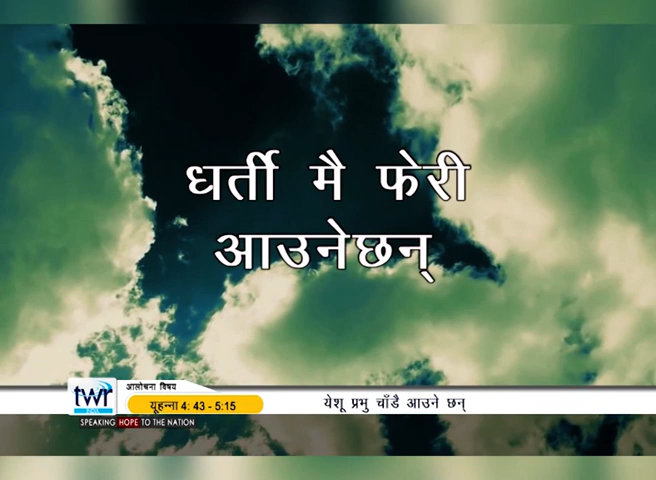 धर्ती मै फेरी
आउनेछन्
आलोचना विषय
twr
यूहन्ना 4: 43 - 5:15
येशू प्रभु चाँडै आउने छन्
SPEAKING HOPE TO THE NATION